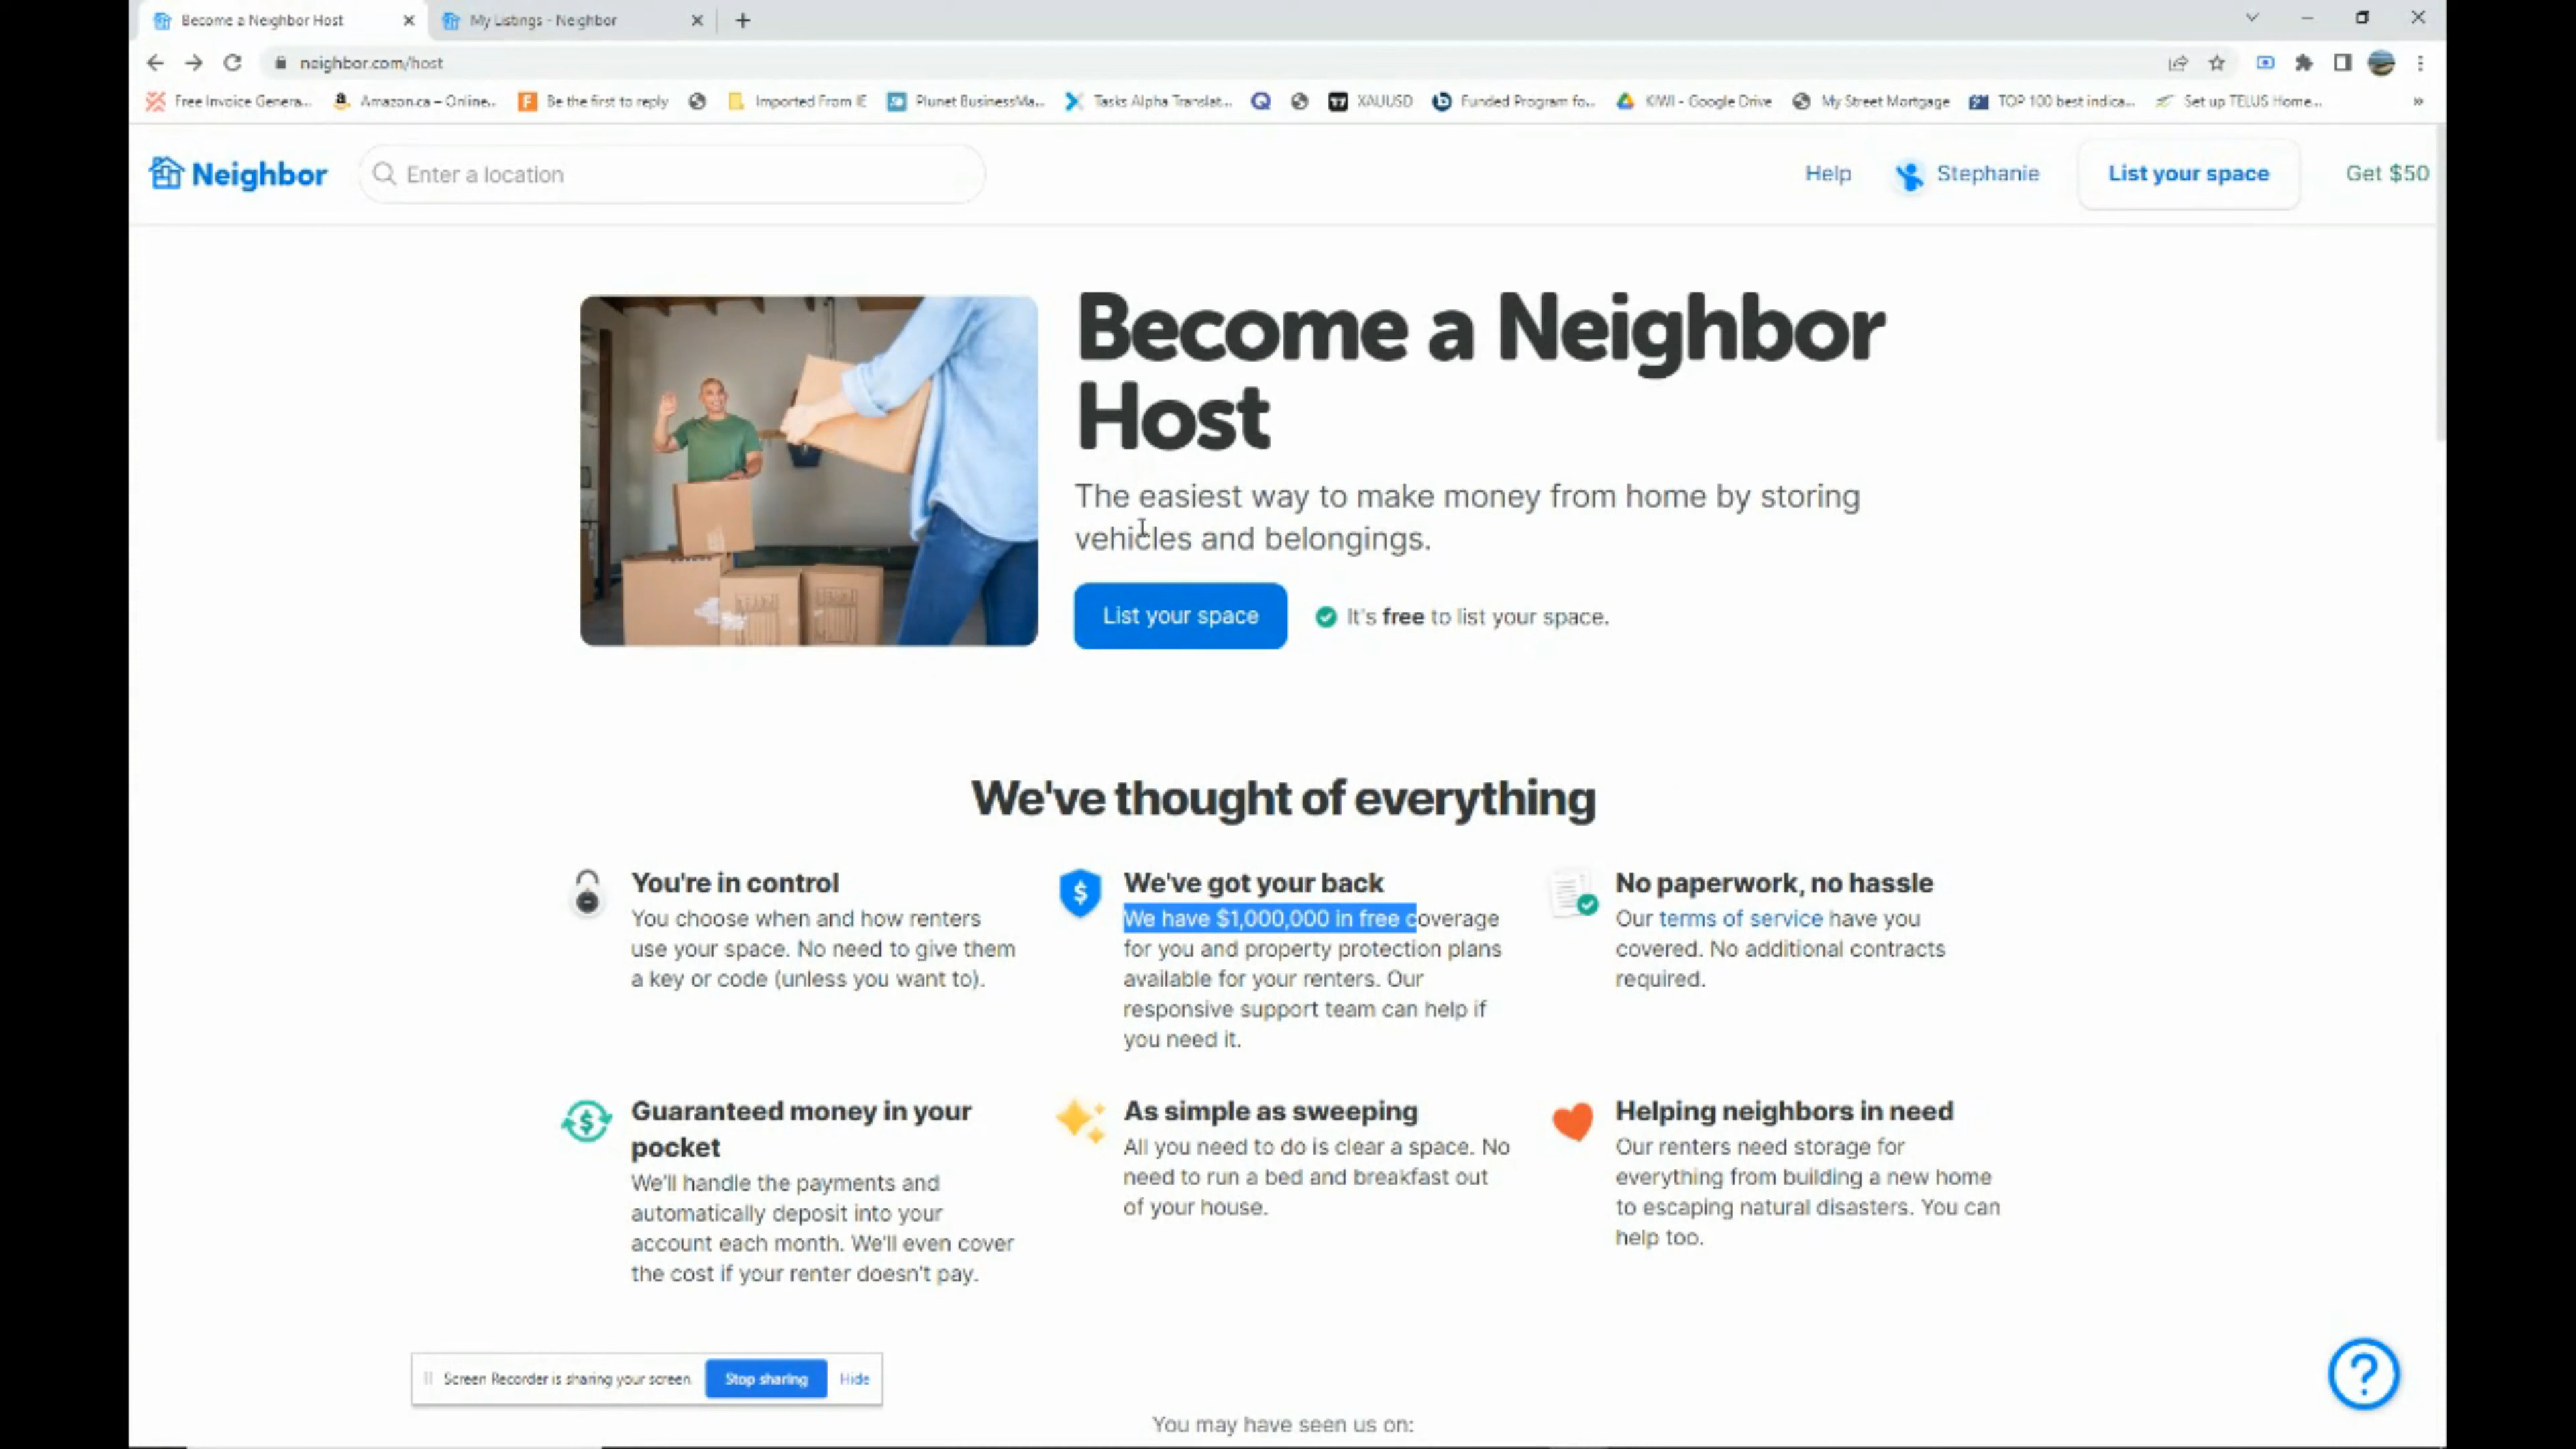 Become a Neighbor Host
My Listings - Neighbor
neighbor.com/host
Free Invoice Genera...
Amazon.ca – Online...
Be the first to reply
Imported From IE
Plunet BusinessMa...
Tasks Alpha Translat...
XAUUSD
Funded Program fo...
KIWI - Google Drive
My Street Mortgage
TOP 100 best indica...
Set up TELUS Home...
»
Neighbor
Enter a location
Help
Stephanie
List your space
Get $50
Become a Neighbor
Host
The easiest way to make money from home by storing
vehicles and belongings.
List your space
It's free to list your space.
We've thought of everything
You're in control
You choose when and how renters
use your space. No need to give them
a key or code (unless you want to).
We've got your back
We have $1,000,000 in free coverage
for you and property protection plans
available for your renters. Our
responsive support team can help if
you need it.
No paperwork, no hassle
Our terms of service have you
covered. No additional contracts
required.
Guaranteed money in your
pocket
We'll handle the payments and
automatically deposit into your
account each month. We'll even cover
the cost if your renter doesn't pay.
As simple as sweeping
All you need to do is clear a space. No
need to run a bed and breakfast out
of your house.
Helping neighbors in need
Our renters need storage for
everything from building a new home
to escaping natural disasters. You can
help too.
Screen Recorder is sharing your screen.
Stop sharing
Hide
You may have seen us on: